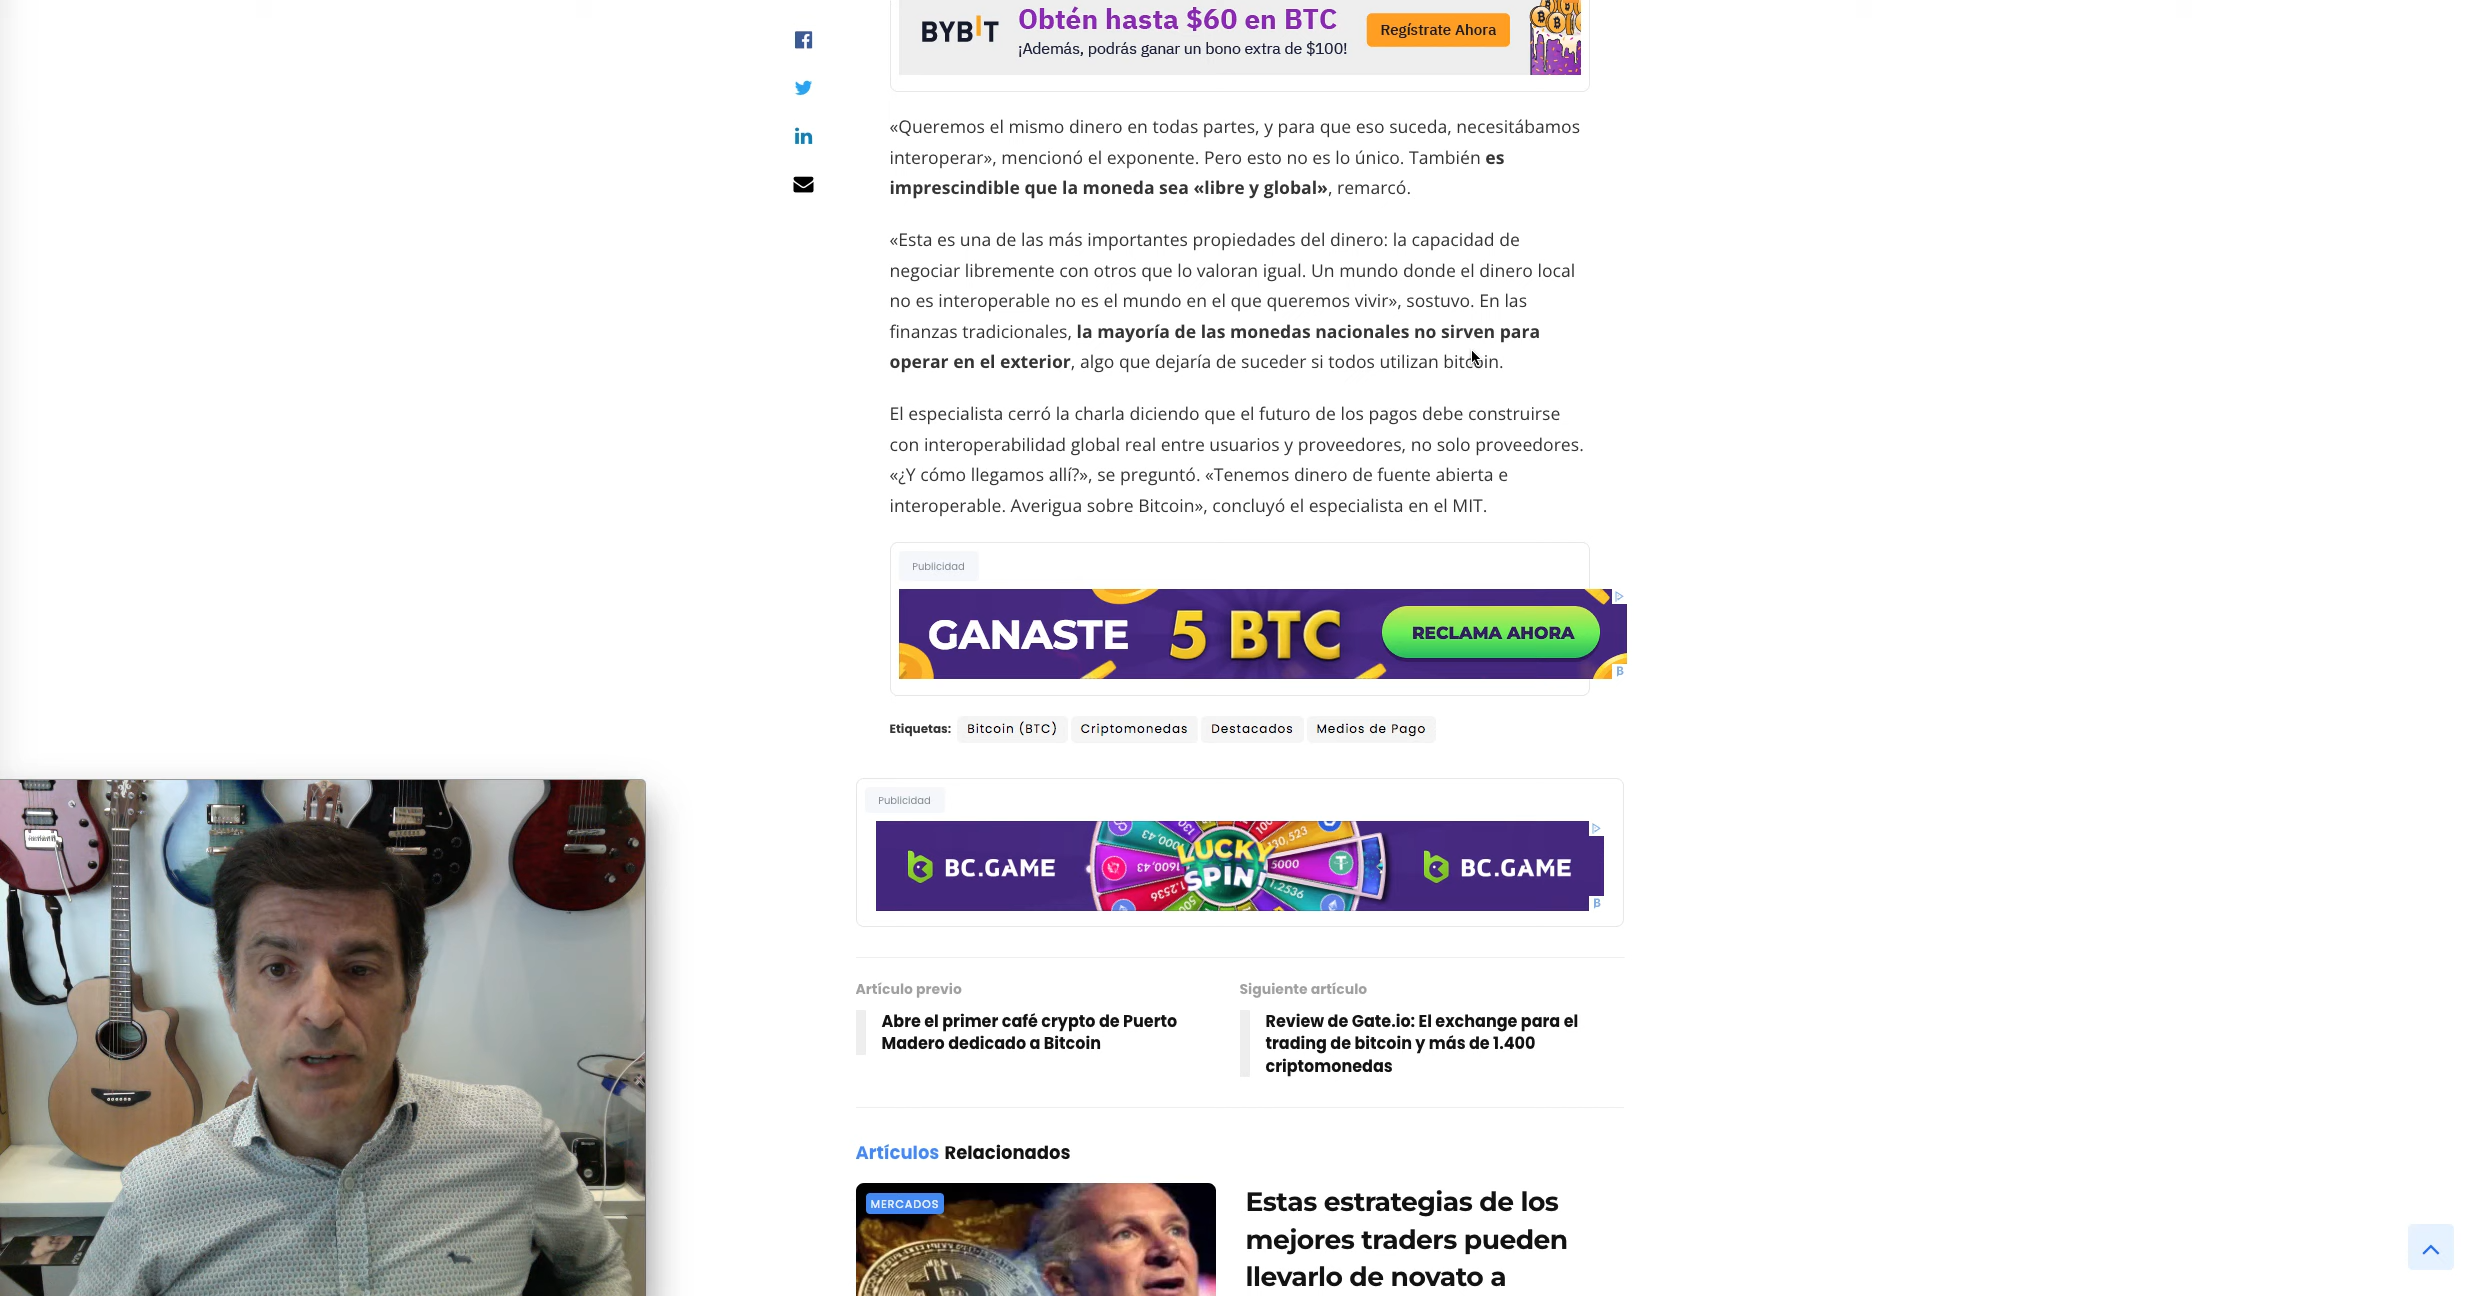 BYBIT
Obtén hasta $60 en BTC
¡Además, podrás ganar un bono extra de $100!
Regístrate Ahora
«Queremos el mismo dinero en todas partes, y para que eso suceda, necesitábamos
interoperar», mencionó el exponente. Pero esto no es lo único. También es
imprescindible que la moneda sea «libre y global», remarcó.
«Esta es una de las más importantes propiedades del dinero: la capacidad de
negociar libremente con otros que lo valoran igual. Un mundo donde el dinero local
no es interoperable no es el mundo en el que queremos vivir», sostuvo. En las
finanzas tradicionales, la mayoría de las monedas nacionales no sirven para
operar en el exterior, algo que dejaría de suceder si todos utilizan bitcoin.
El especialista cerró la charla diciendo que el futuro de los pagos debe construirse
con interoperabilidad global real entre usuarios y proveedores, no solo proveedores.
«¿Y cómo llegamos allí?», se preguntó. «Tenemos dinero de fuente abierta e
interoperable. Averigua sobre Bitcoin», concluyó el especialista en el MIT.
Publicidad
GANASTE 5 BTC RECLAMA AHORA
Etiquetas: Bitcoin (BTC) Criptomonedas Destacados Medios de Pago
Publicidad
BC.GAME
LUCKY
SPIN!
5000
1.2536
BC.GAME
Artículo previo
Abre el primer café crypto de Puerto
Madero dedicado a Bitcoin
Siguiente artículo
Review de Gate.io: El exchange para el
trading de bitcoin y más de 1.400
criptomonedas
Artículos Relacionados
MERCADOS
Estas estrategias de los
mejores traders pueden
llevarlo de novato a